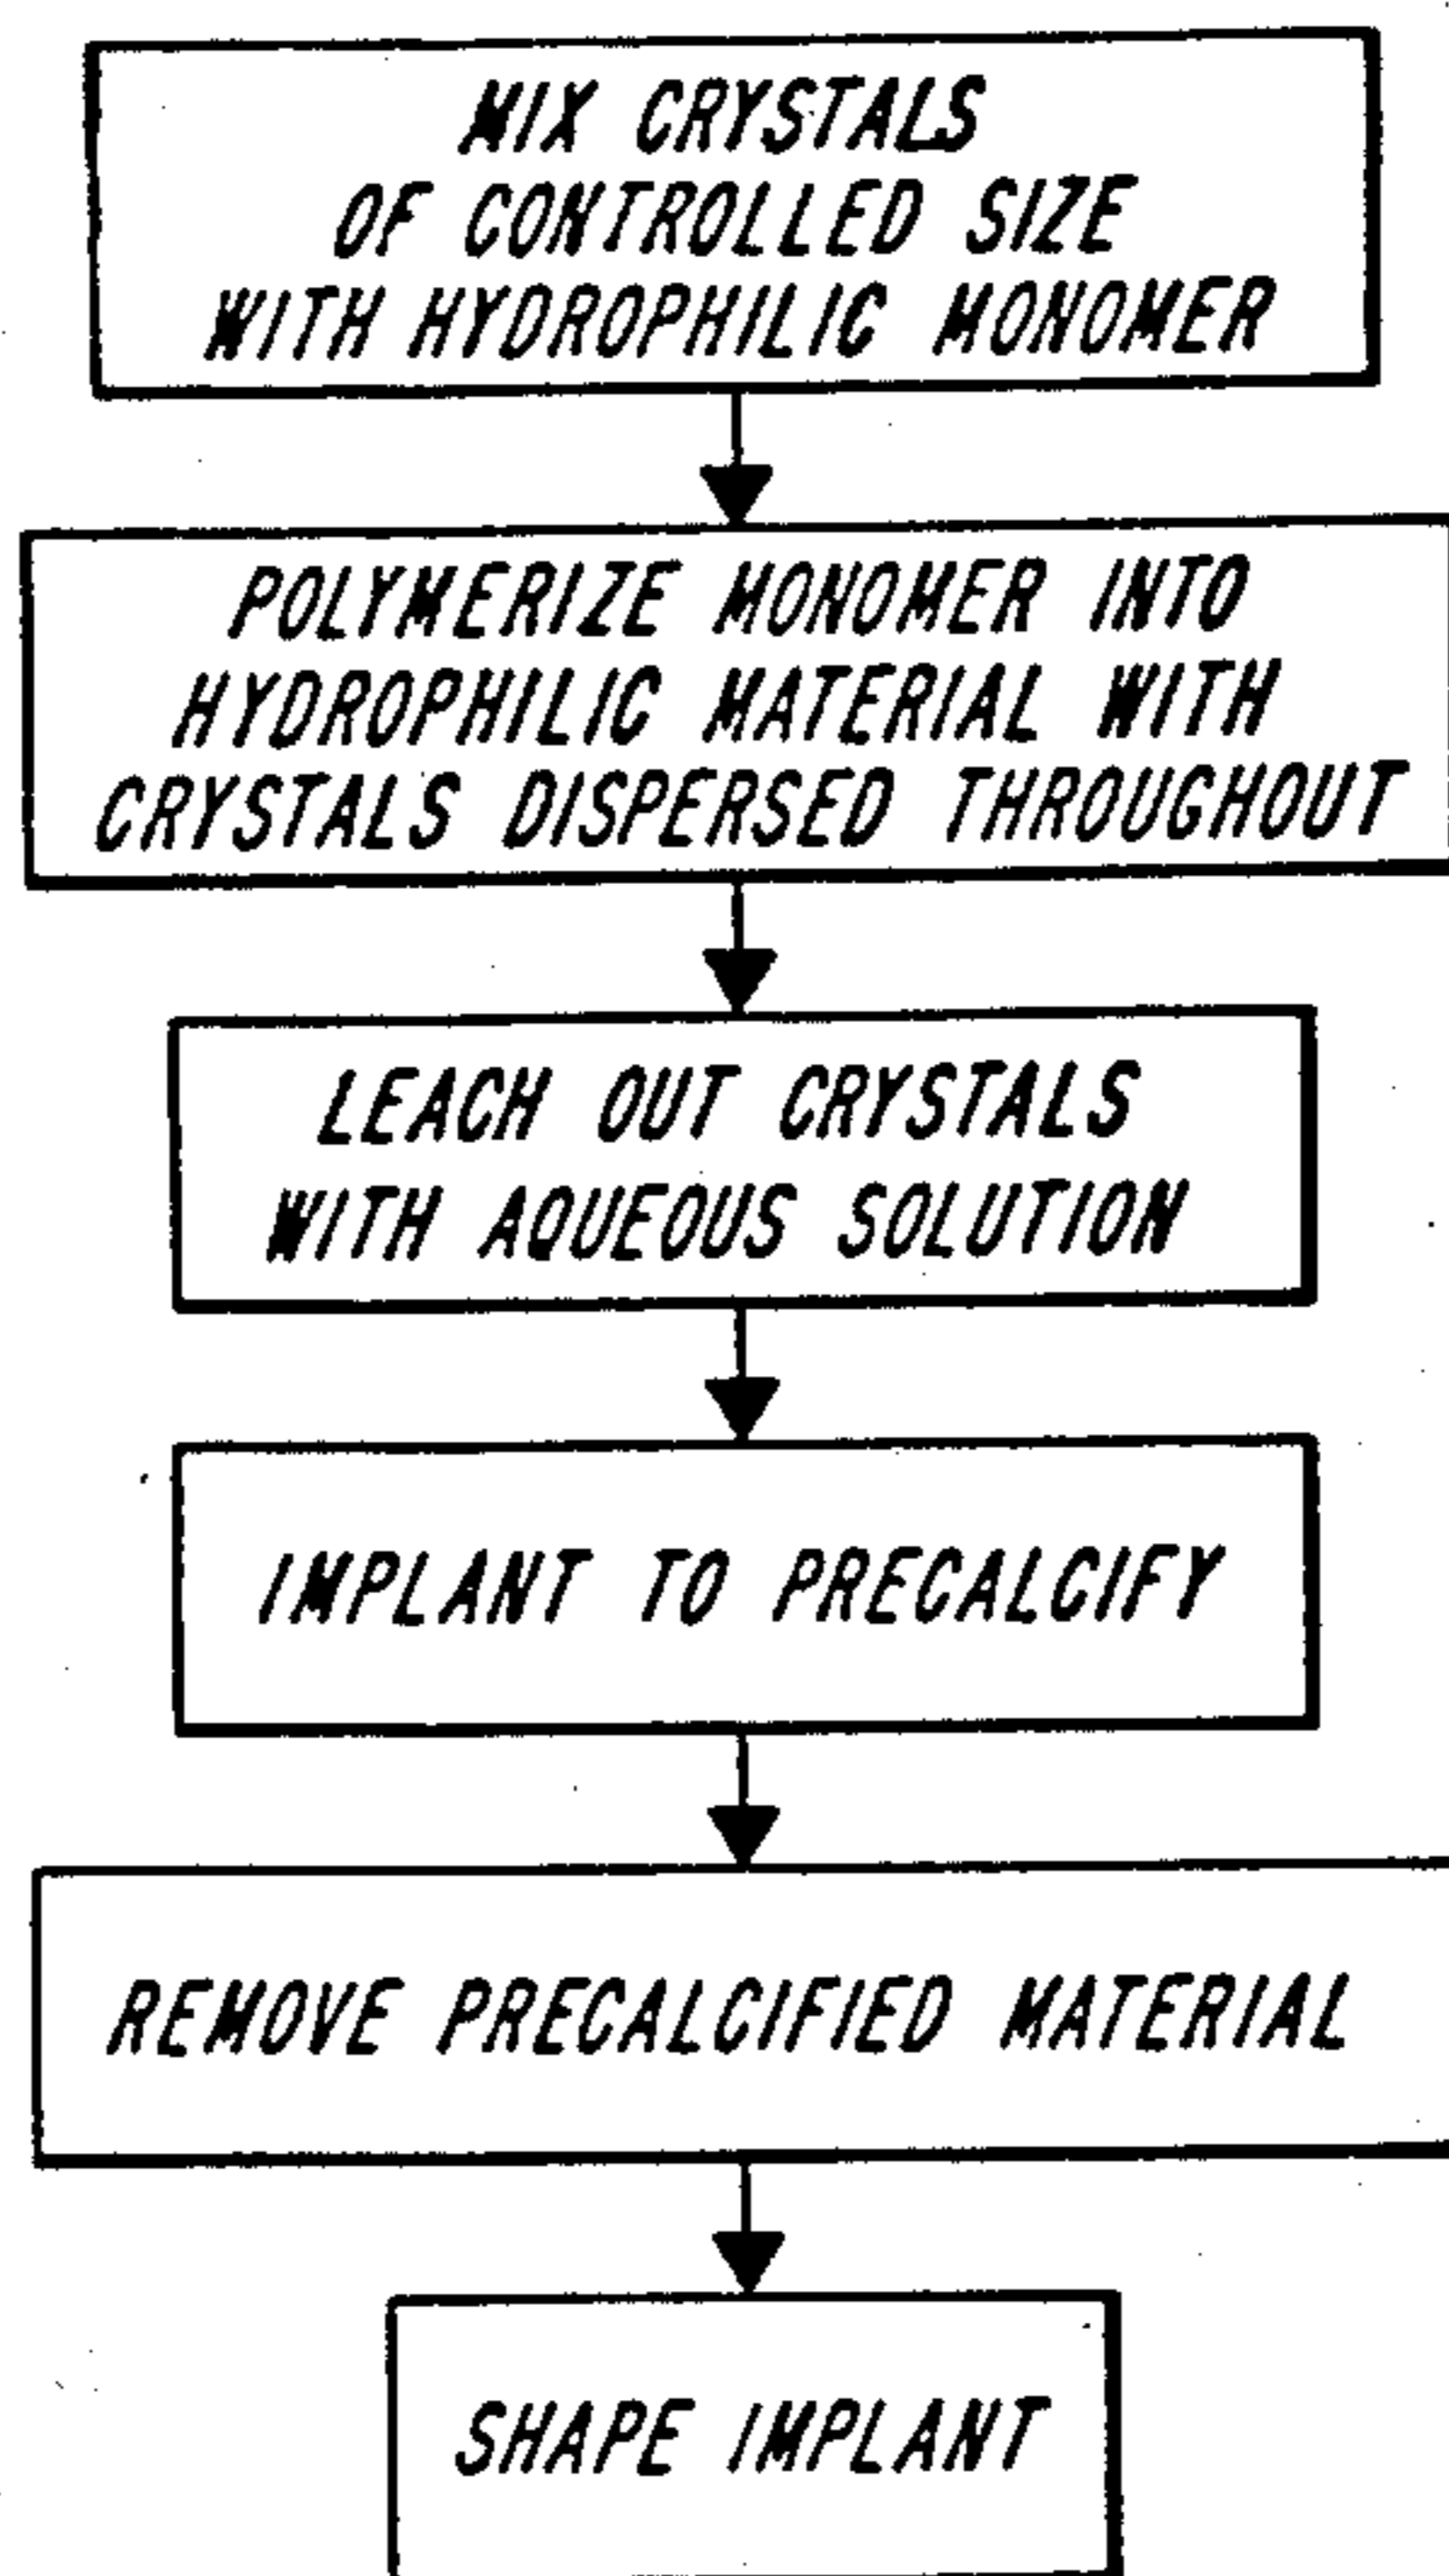 MIX CRYSTALS
OF CONTROLLED SIZE
WITH HYDROPHILIC MONOMER
POLYMERIZE MONOMER INTO
HYDROPHILIC MATERIAL WITH
CRYSTALS DISPERSED THROUGHOUT
LEACH OUT CRYSTALS
WITH AQUEOUS SOLUTION
IMPLANT TO PRECALCIFY
REMOVE PRECALCIFIED MATERIAL
SHAPE IMPLANT